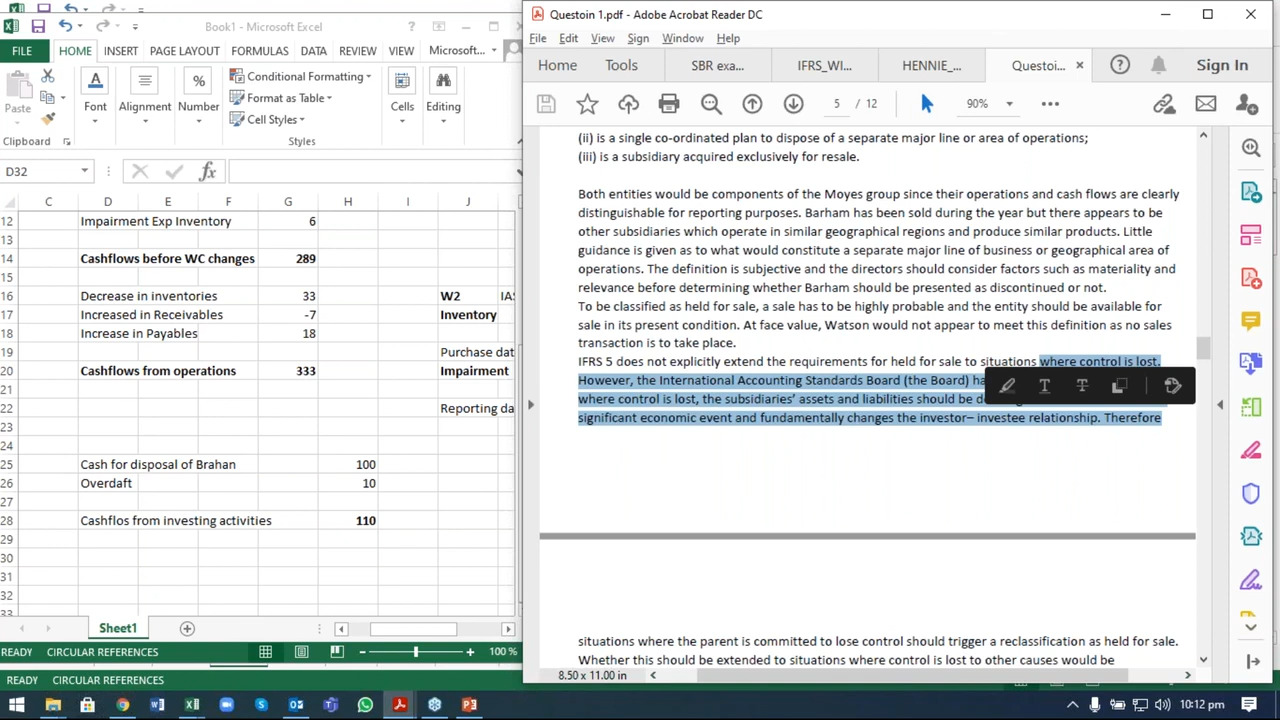 Book1 - Microsoft Excel
FILE HOME INSERT PAGE LAYOUT FORMULAS DATA REVIEW VIEW Microsoft...
Paste
Clipboard
Font
Alignment
Number
Conditional Formatting
Format as Table
Cell Styles
Styles
Cells
Editing
D32
fx
C D E F G H I J
12 Impairment Exp Inventory 6
13
14 Cashflows before WC changes 289
15
16 Decrease in inventories 33 W2
17 Increased in Receivables -7 Inventory
18 Increase in Payables 18
19 Purchase dat
20 Cashflows from operations 333 Impairment
21
22 Reporting da
23
24
25 Cash for disposal of Brahan 100
26 Overdaft 10
27
28 Cashflos from investing activities 110
29
30
31
32
33
Sheet1
READY CIRCULAR REFERENCES 100 %
READY CIRCULAR REFERENCES
Questoin 1.pdf - Adobe Acrobat Reader DC
File Edit View Sign Window Help
Home Tools SBR exa... IFRS_WI... HENNIE_... Questoi... × Sign In
5 / 12 90%
(ii) is a single co-ordinated plan to dispose of a separate major line or area of operations;
(iii) is a subsidiary acquired exclusively for resale.
Both entities would be components of the Moyes group since their operations and cash flows are clearly
distinguishable for reporting purposes. Barham has been sold during the year but there appears to be
other subsidiaries which operate in similar geographical regions and produce similar products. Little
guidance is given as to what would constitute a separate major line of business or geographical area of
operations. The definition is subjective and the directors should consider factors such as materiality and
relevance before determining whether Barham should be presented as discontinued or not.
To be classified as held for sale, a sale has to be highly probable and the entity should be available for
sale in its present condition. At face value, Watson would not appear to meet this definition as no sales
transaction is to take place.
IFRS 5 does not explicitly extend the requirements for held for sale to situations where control is lost.
However, the International Accounting Standards Board (the Board) ha
where control is lost, the subsidiaries' assets and liabilities should be de
significant economic event and fundamentally changes the investor– investee relationship. Therefore
situations where the parent is committed to lose control should trigger a reclassification as held for sale.
Whether this should be extended to situations where control is lost to other causes would be
8.50 x 11.00 in
10:12 pm